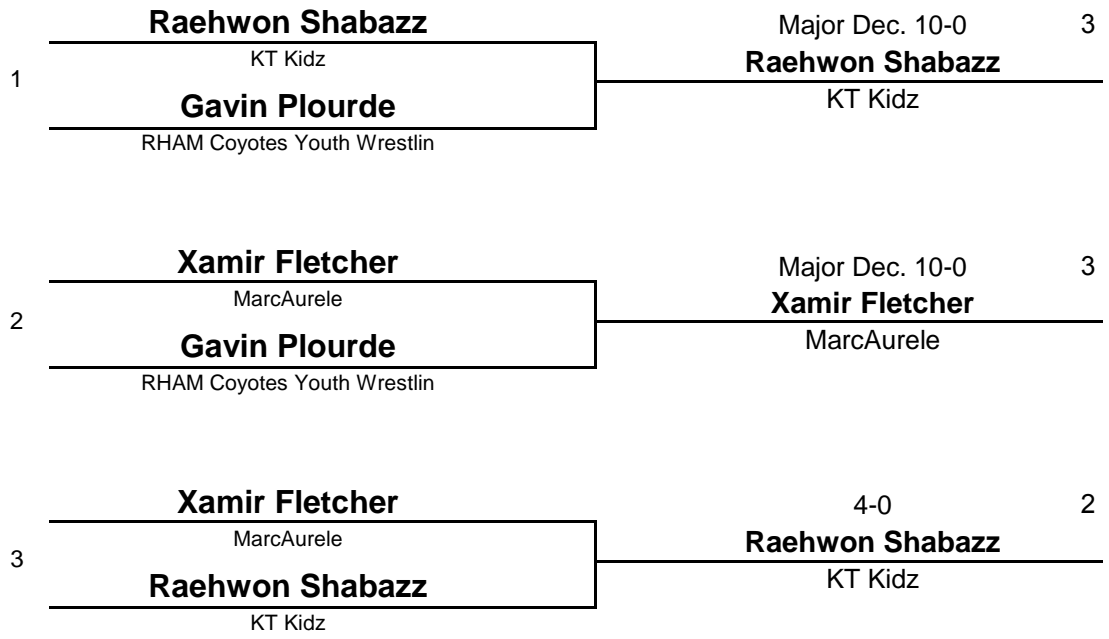 Raehwon Shabazz
KT Kidz
1
Gavin Plourde
RHAM Coyotes Youth Wrestlin
Major Dec. 10-0 3
Raehwon Shabazz
KT Kidz
Xamir Fletcher
MarcAurele
2
Gavin Plourde
RHAM Coyotes Youth Wrestlin
Major Dec. 10-0 3
Xamir Fletcher
MarcAurele
Xamir Fletcher
MarcAurele
3
Raehwon Shabazz
KT Kidz
4-0 2
Raehwon Shabazz
KT Kidz